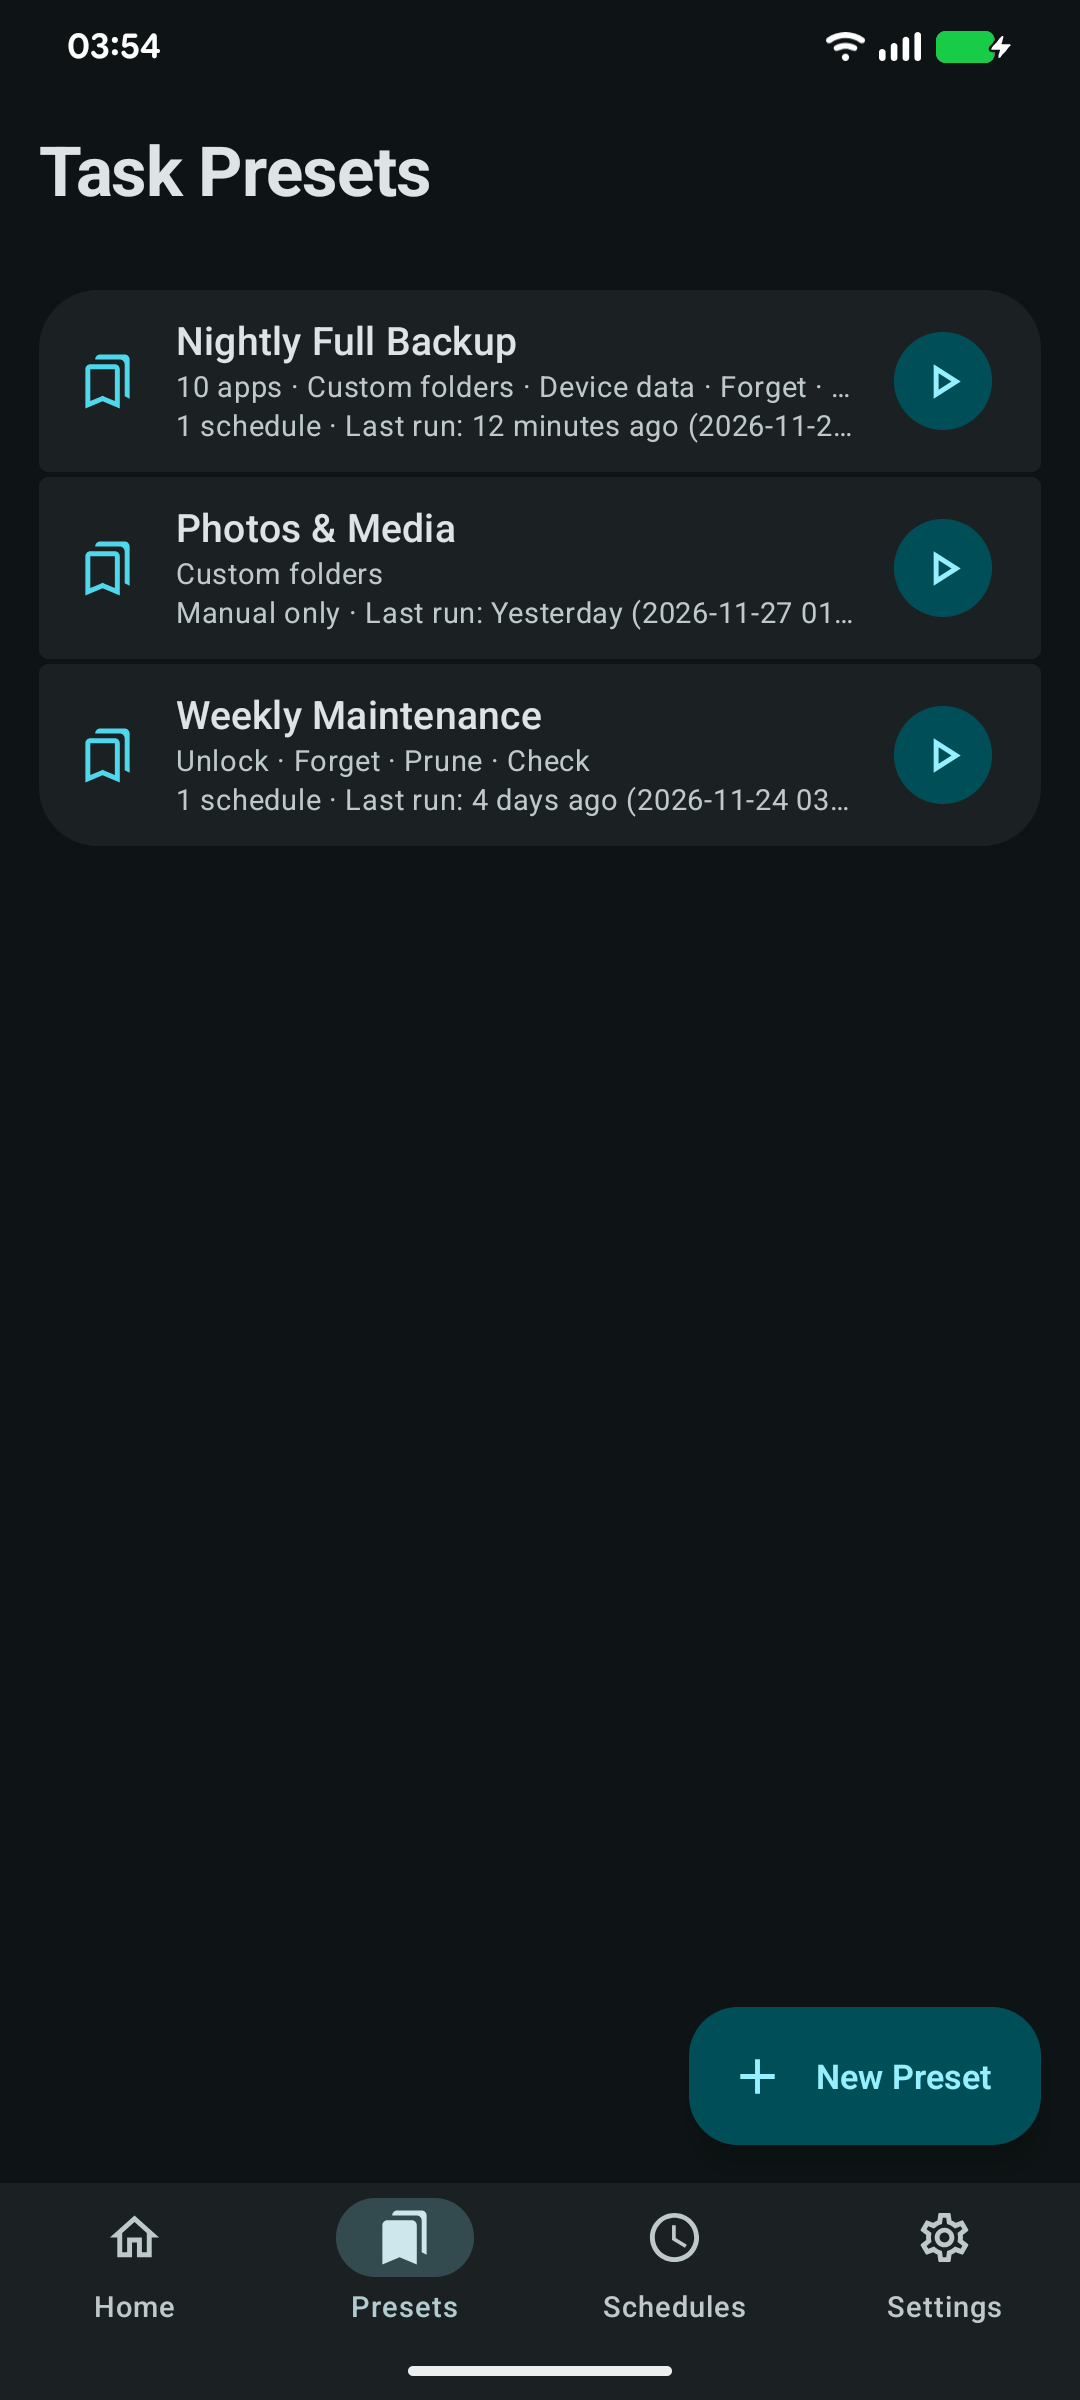 03:54
Task Presets
Nightly Full Backup
10 apps · Custom folders · Device data · Forget · …
1 schedule · Last run: 12 minutes ago (2026-11-2…
Photos & Media
Custom folders
Manual only · Last run: Yesterday (2026-11-27 01…
Weekly Maintenance
Unlock · Forget · Prune · Check
1 schedule · Last run: 4 days ago (2026-11-24 03…
New Preset
Home
Presets
Schedules
Settings